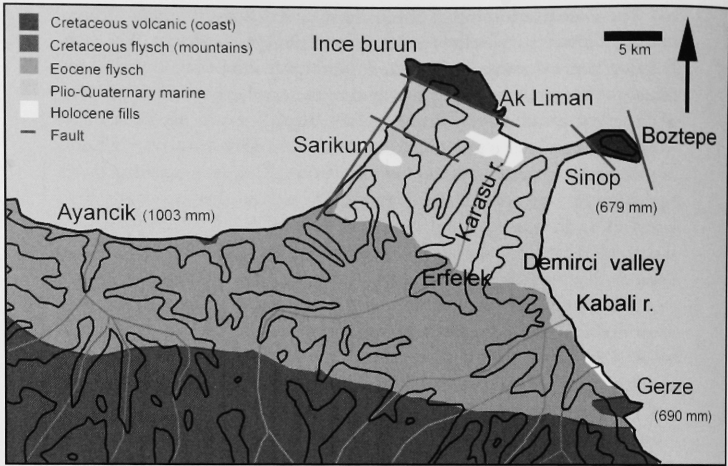 Cretaceous volcanic (coast)
Cretaceous flysch (mountains)
Eocene flysch
Plio-Quaternary marine
Holocene fills
Fault
Ince burun
5 km
Ak Liman
Boztepe
Sarikum
Sinop
(679 mm)
Karasu r.
Ayancik (1003 mm)
Erfelek
Demirci valley
Kabali r.
Gerze
(690 mm)